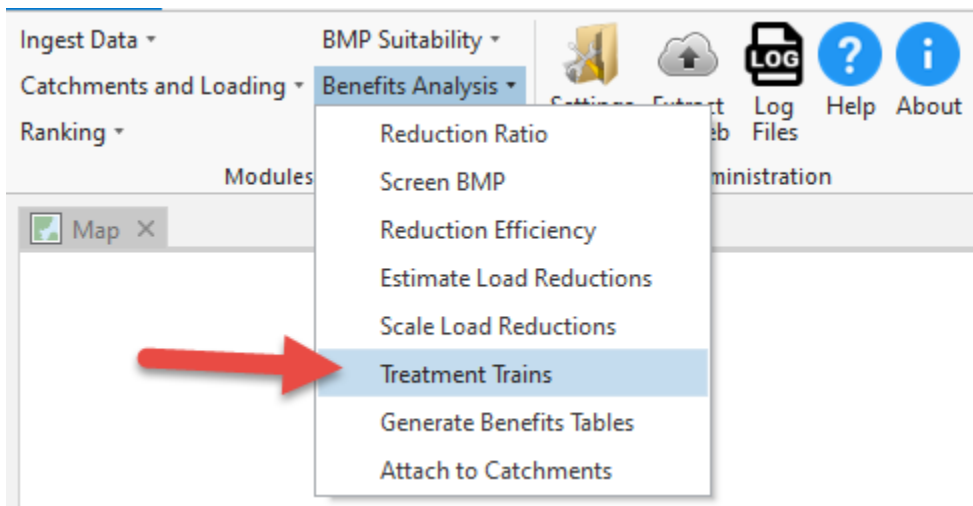 Ingest Data
BMP Suitability
Catchments and Loading
Benefits Analysis
Ranking
LOG
Log
Files
?
Help
i
About
Modules
Map
Reduction Ratio
Screen BMP
Reduction Efficiency
Estimate Load Reductions
Scale Load Reductions
Treatment Trains
Generate Benefits Tables
Attach to Catchments